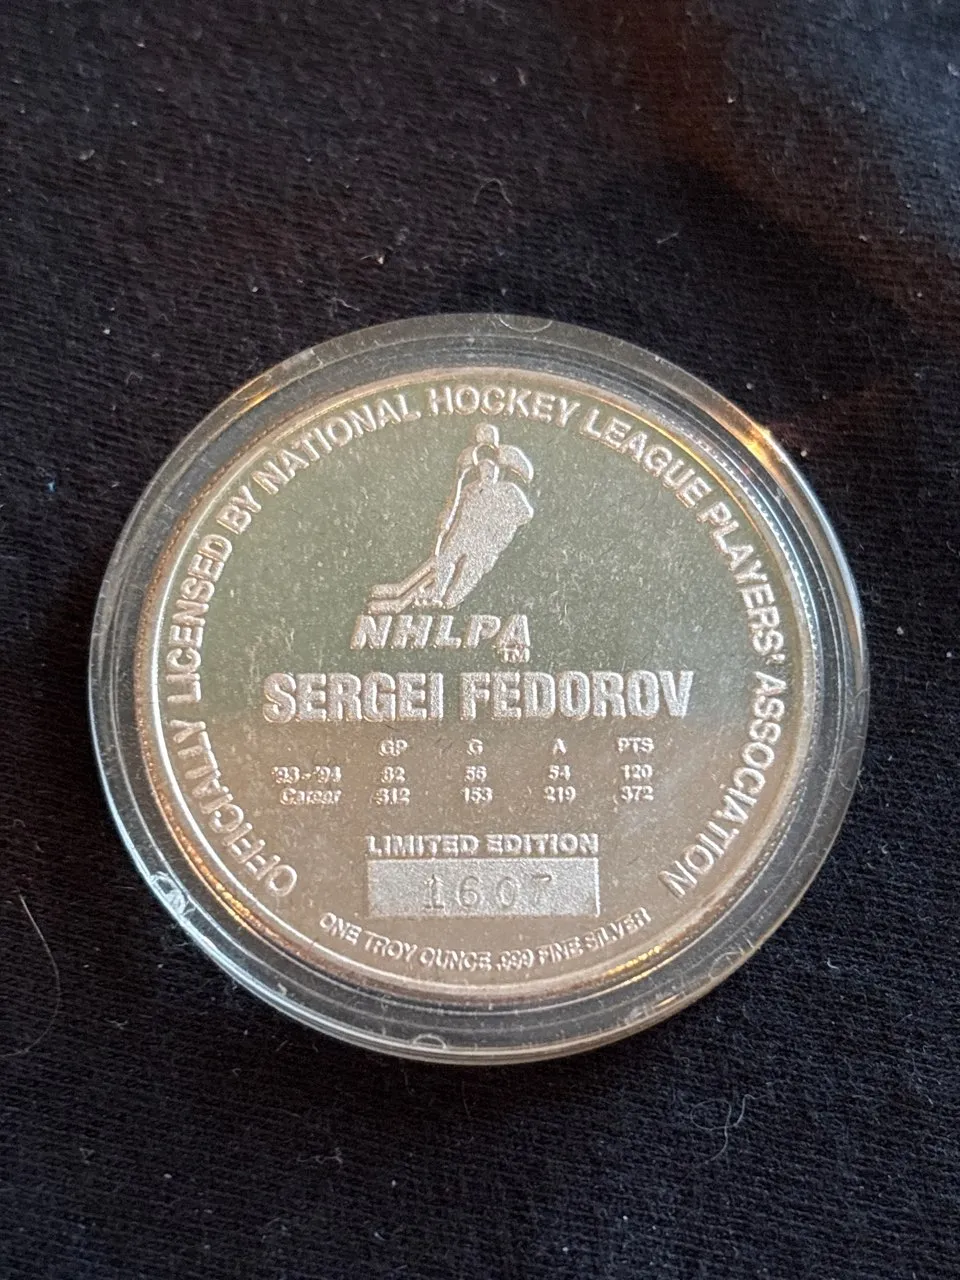 OFFICIALLY LICENSED BY NATIONAL HOCKEY LEAGUE PLAYERS' ASSOCIATION
NHLPA
TM
SERGEI FEDOROV
GP G A PTS
'93-'94 82 56 54 120
Career 312 153 219 372
LIMITED EDITION
1607
ONE TROY OUNCE .999 FINE SILVER